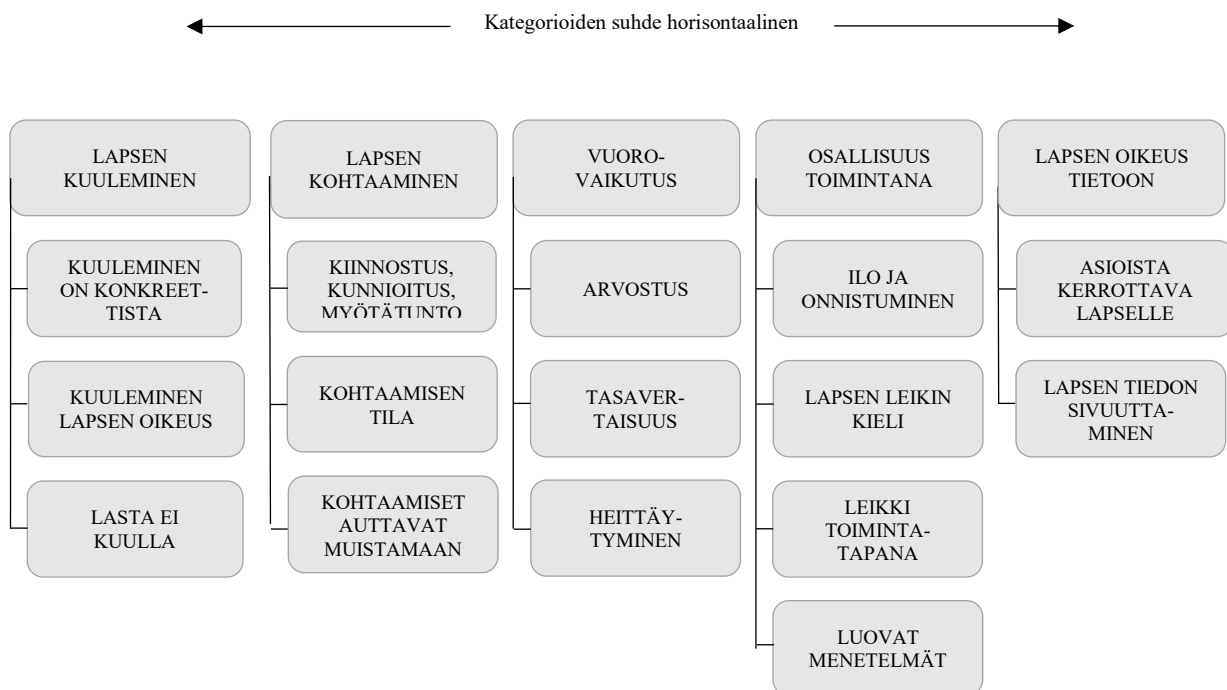 Kategorioiden suhde horisontaalinen
LAPSEN
KUULEMINEN
KUULEMINEN
ON KONKREET-
TISTA
KUULEMINEN
LAPSEN OIKEUS
LASTA EI
KUULLA
LAPSEN
KOHTAAMINEN
KIINNOSTUS,
KUNNIOITUS,
MYÖTÄTUNTO
KOHTAAMISEN
TILA
KOHTAAMISET
AUTTAVAT
MUISTAMAAN
VUORO-
VAIKUTUS
ARVOSTUS
TASAVER-
TAISUUS
HEITTÄY-
TYMINEN
OSALLISUUS
TOIMINTANA
ILO JA
ONNISTUMINEN
LAPSEN LEIKIN
KIELI
LEIKKI
TOIMINTA-
TAPANA
LUOVAT
MENETELMÄT
LAPSEN OIKEUS
TIETOON
ASIOISTA
KERROTTAVA
LAPSELLE
LAPSEN TIEDON
SIVUUTTA-
MINEN